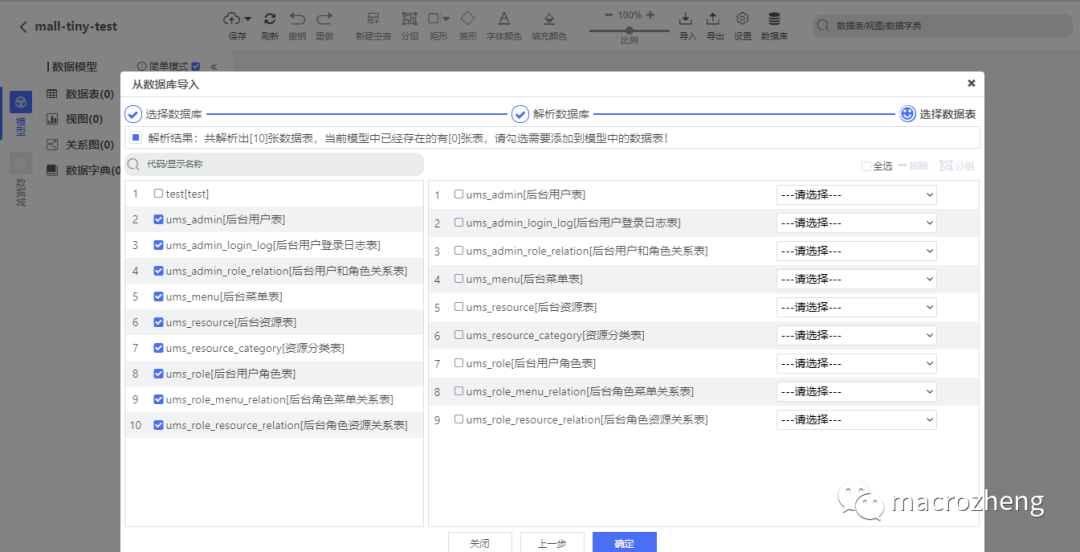 mall-tiny-test
保存 刷新 撤销 重做 新建空表 分组 矩形 菱形 字体颜色 填充颜色 100% 比例 导入 导出 设置 数据库
数据表/视图/数据字典
数据模型
简单模式
模型
数据域
数据表(0)
视图(0)
关系图(0)
数据字典(0
从数据库导入
选择数据库 解析数据库 选择数据表
解析结果：共解析出[10]张数据表，当前模型中已经存在的有[0]张表，请勾选需要添加到模型中的数据表！
代码/显示名称
全选 移除 分组
1 test[test]
2 ums_admin[后台用户表]
3 ums_admin_login_log[后台用户登录日志表]
4 ums_admin_role_relation[后台用户和角色关系表]
5 ums_menu[后台菜单表]
6 ums_resource[后台资源表]
7 ums_resource_category[资源分类表]
8 ums_role[后台用户角色表]
9 ums_role_menu_relation[后台角色菜单关系表]
10 ums_role_resource_relation[后台角色资源关系表]
1 ums_admin[后台用户表] ---请选择---
2 ums_admin_login_log[后台用户登录日志表] ---请选择---
3 ums_admin_role_relation[后台用户和角色关系表] ---请选择---
4 ums_menu[后台菜单表] ---请选择---
5 ums_resource[后台资源表] ---请选择---
6 ums_resource_category[资源分类表] ---请选择---
7 ums_role[后台用户角色表] ---请选择---
8 ums_role_menu_relation[后台角色菜单关系表] ---请选择---
9 ums_role_resource_relation[后台角色资源关系表] ---请选择---
关闭 上一步 确定
macrozheng